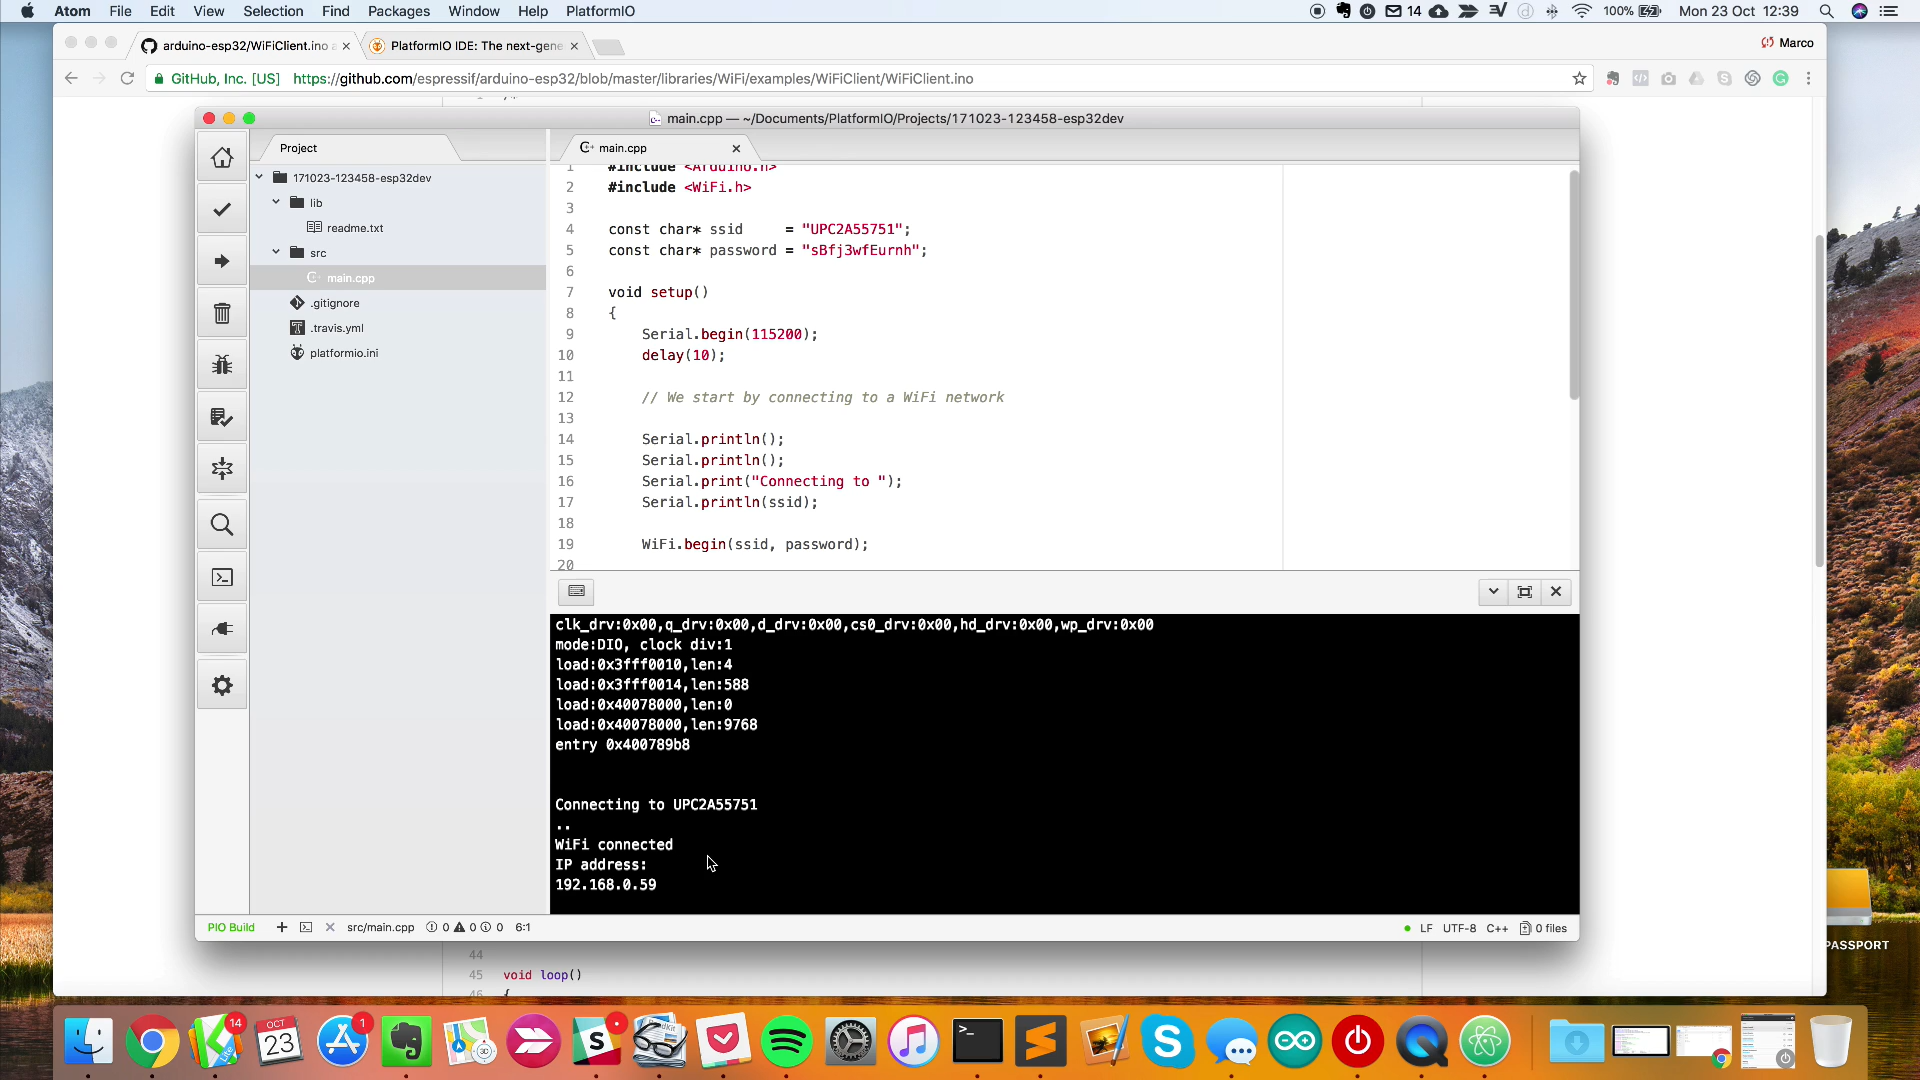 Atom File Edit View Selection Find Packages Window Help PlatformIO 14 100% Mon 23 Oct 12:39
arduino-esp32/WiFiClient.ino a PlatformIO IDE: The next-gene Marco
GitHub, Inc. [US] https://github.com/espressif/arduino-esp32/blob/master/libraries/WiFi/examples/WiFiClient/WiFiClient.ino
main.cpp — ~/Documents/PlatformIO/Projects/171023-123458-esp32dev
Project
171023-123458-esp32dev
lib
readme.txt
src
main.cpp
.gitignore
.travis.yml
platformio.ini
main.cpp
1 #include <Arduino.h>
2 #include <WiFi.h>
3
4 const char* ssid     = "UPC2A55751";
5 const char* password = "sBfj3wfEurnh";
6
7 void setup()
8 {
9     Serial.begin(115200);
10     delay(10);
11
12     // We start by connecting to a WiFi network
13
14     Serial.println();
15     Serial.println();
16     Serial.print("Connecting to ");
17     Serial.println(ssid);
18
19     WiFi.begin(ssid, password);
20
clk_drv:0x00,q_drv:0x00,d_drv:0x00,cs0_drv:0x00,hd_drv:0x00,wp_drv:0x00
mode:DIO, clock div:1
load:0x3fff0010,len:4
load:0x3fff0014,len:588
load:0x40078000,len:0
load:0x40078000,len:9768
entry 0x400789b8
Connecting to UPC2A55751
..
WiFi connected
IP address:
192.168.0.59
PIO Build src/main.cpp 0 0 0 6:1 LF UTF-8 C++ 0 files
PASSPORT
44
45 void loop()
46 {
14 OCT 23 1